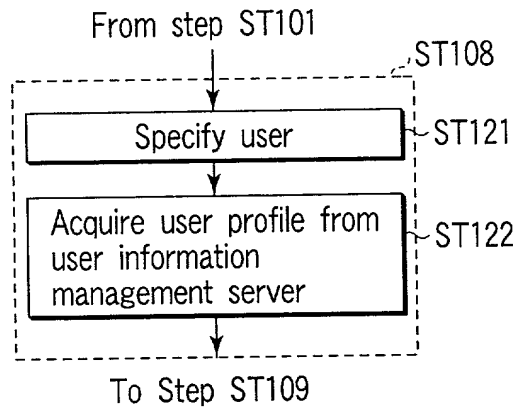 From step ST101
ST108
Specify user
ST121
Acquire user profile from
user information
management server
ST122
To Step ST109